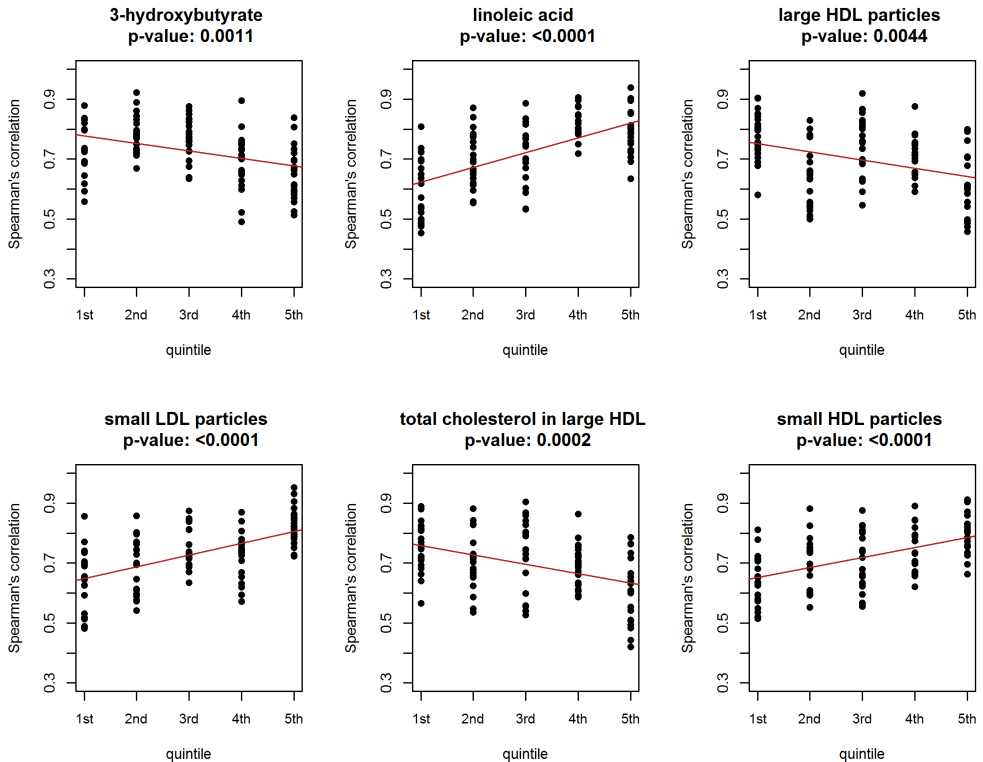 3-hydroxybutyrate
p-value: 0.0011
Spearman's correlation
0.9
0.7
0.5
0.3
1st 2nd 3rd 4th 5th
quintile
linoleic acid
p-value: <0.0001
Spearman's correlation
0.9
0.7
0.5
0.3
1st 2nd 3rd 4th 5th
quintile
large HDL particles
p-value: 0.0044
Spearman's correlation
0.9
0.7
0.5
0.3
1st 2nd 3rd 4th 5th
quintile
small LDL particles
p-value: <0.0001
Spearman's correlation
0.9
0.7
0.5
0.3
1st 2nd 3rd 4th 5th
quintile
total cholesterol in large HDL
p-value: 0.0002
Spearman's correlation
0.9
0.7
0.5
0.3
1st 2nd 3rd 4th 5th
quintile
small HDL particles
p-value: <0.0001
Spearman's correlation
0.9
0.7
0.5
0.3
1st 2nd 3rd 4th 5th
quintile